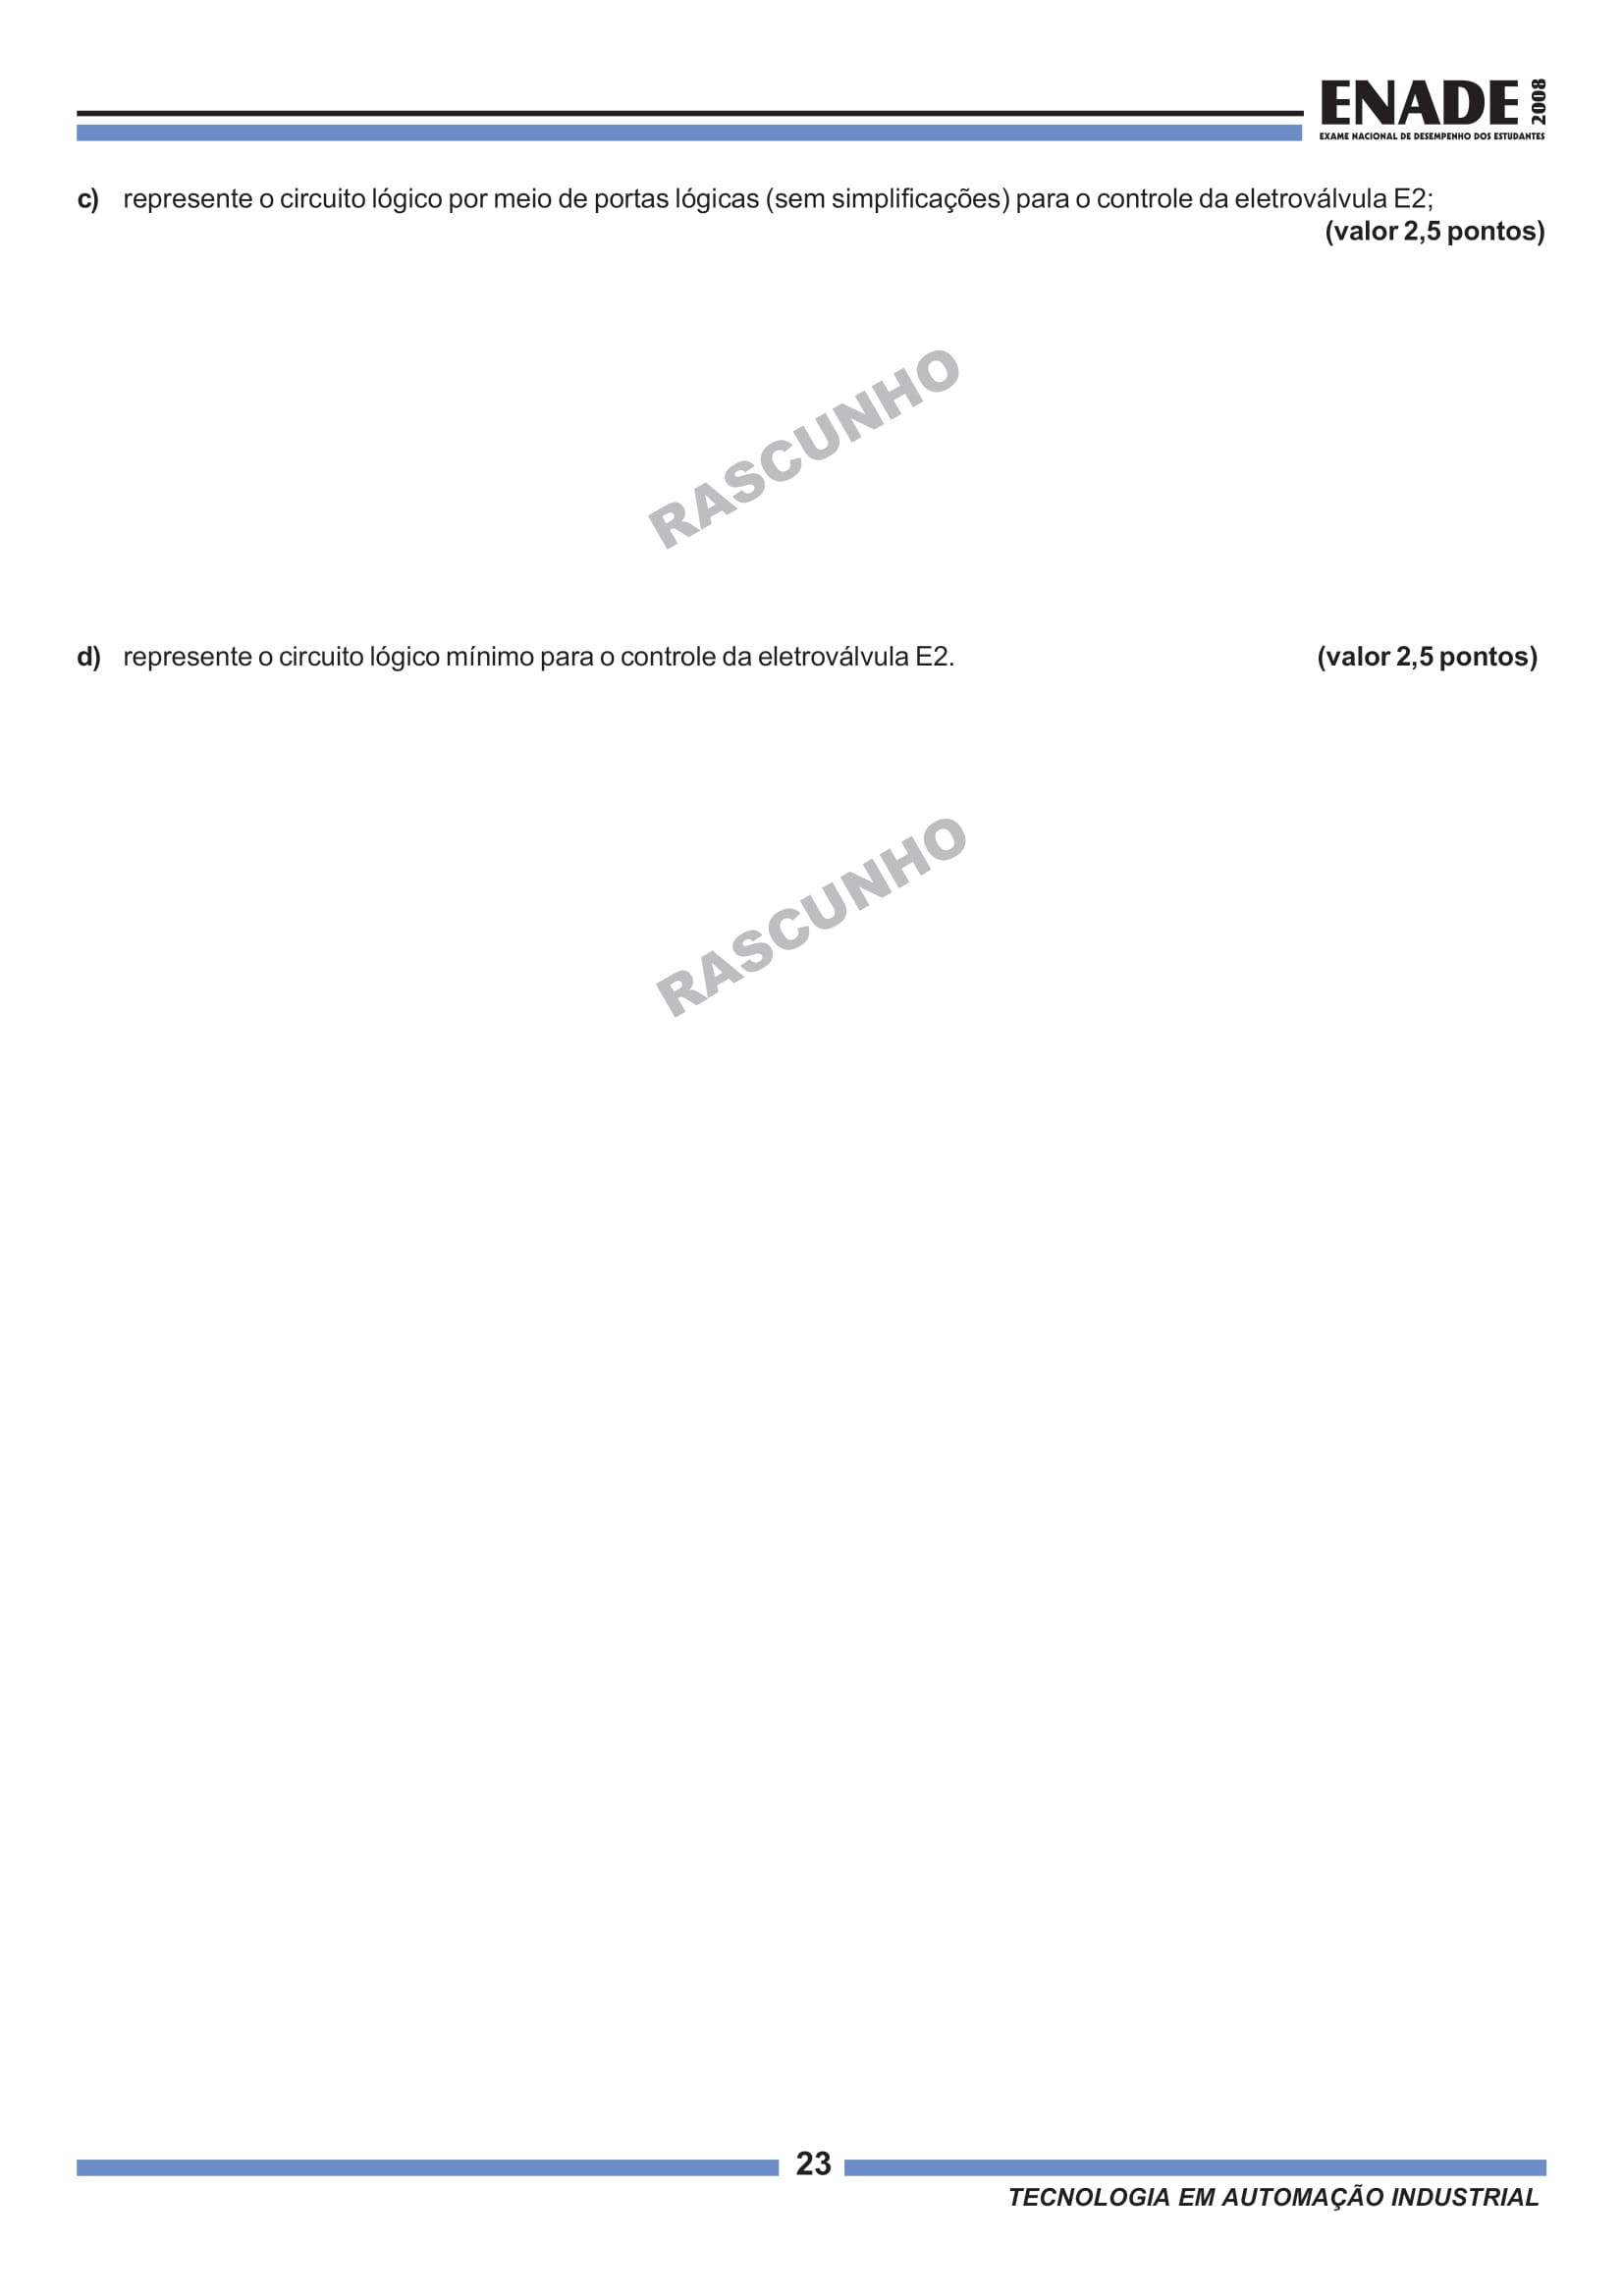 ENADE 2008
EXAME NACIONAL DE DESEMPENHO DOS ESTUDANTES
c) represente o circuito lógico por meio de portas lógicas (sem simplificações) para o controle da eletroválvula E2;
(valor 2,5 pontos)
RASCUNHO
d) represente o circuito lógico mínimo para o controle da eletroválvula E2. (valor 2,5 pontos)
RASCUNHO
23
TECNOLOGIA EM AUTOMAÇÃO INDUSTRIAL